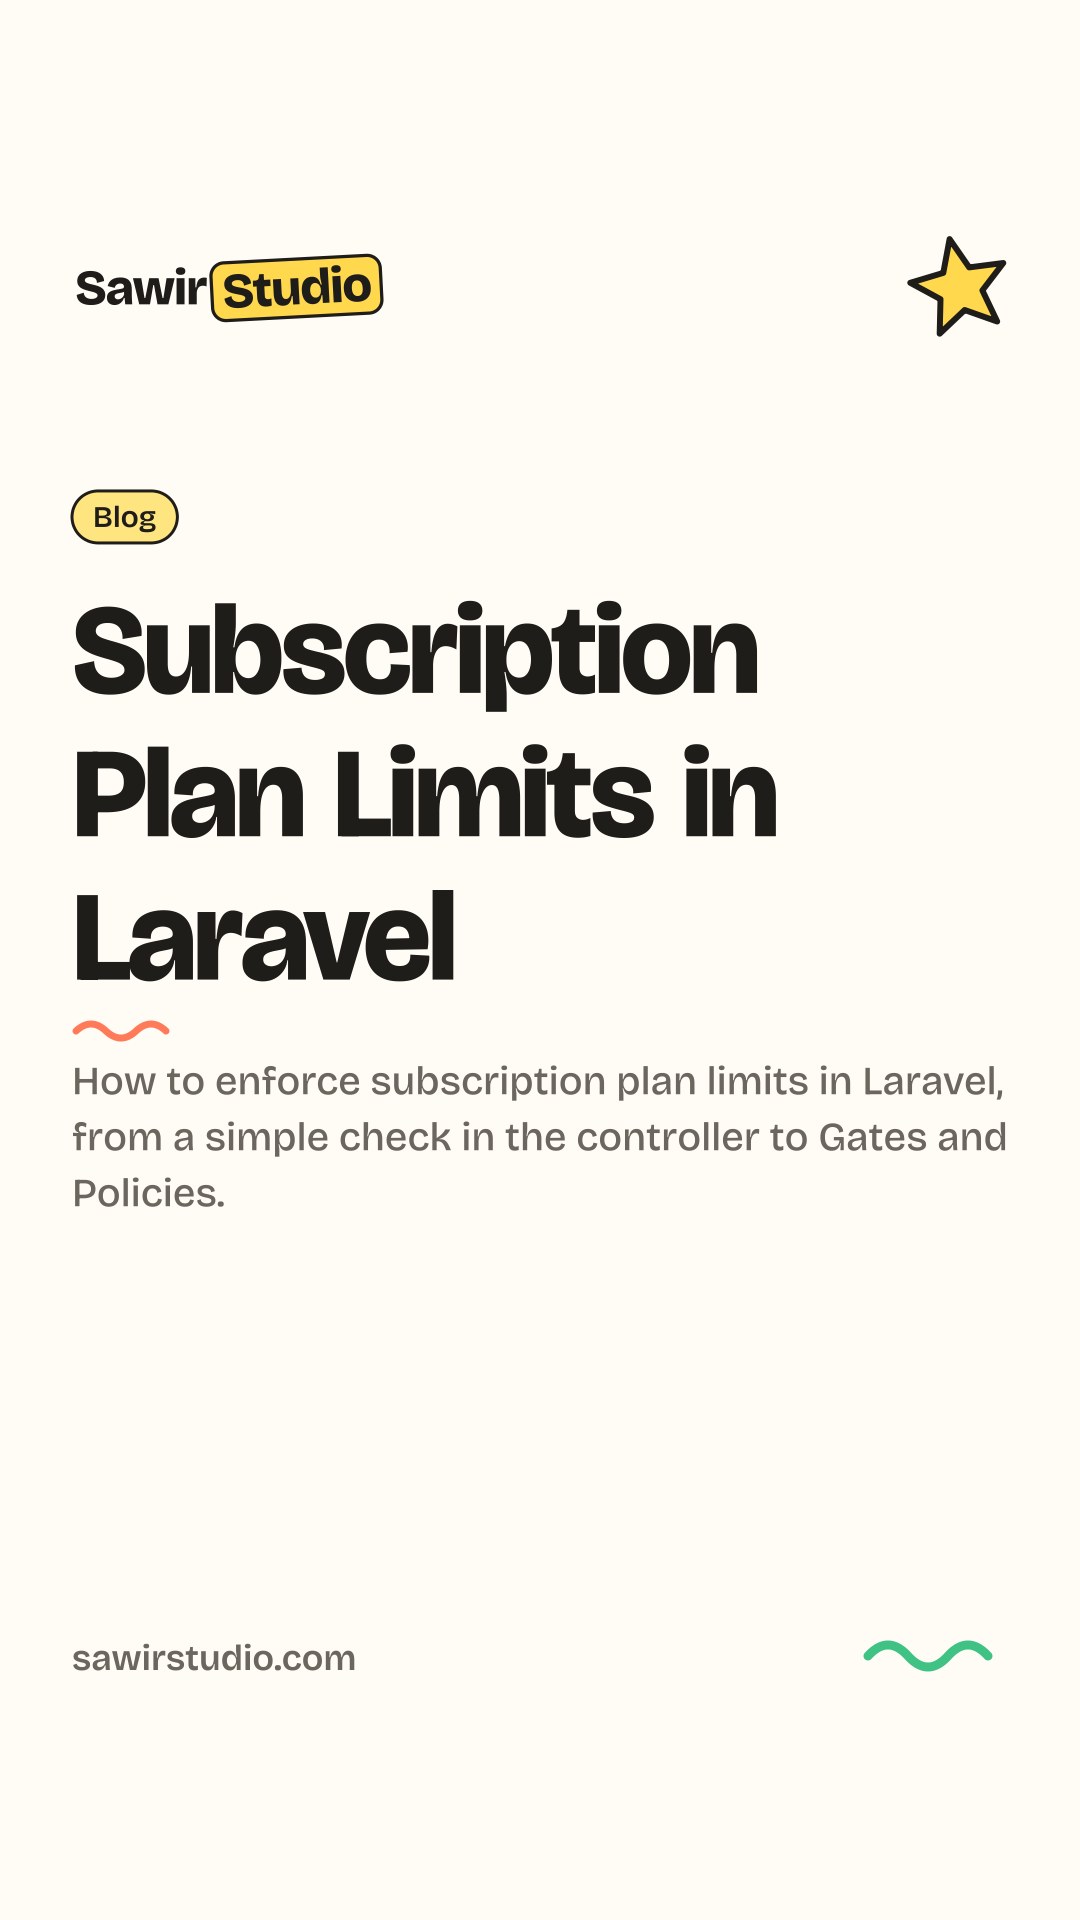 Sawir Studio
Blog
Subscription
Plan Limits in
Laravel
How to enforce subscription plan limits in Laravel,
from a simple check in the controller to Gates and
Policies.
sawirstudio.com